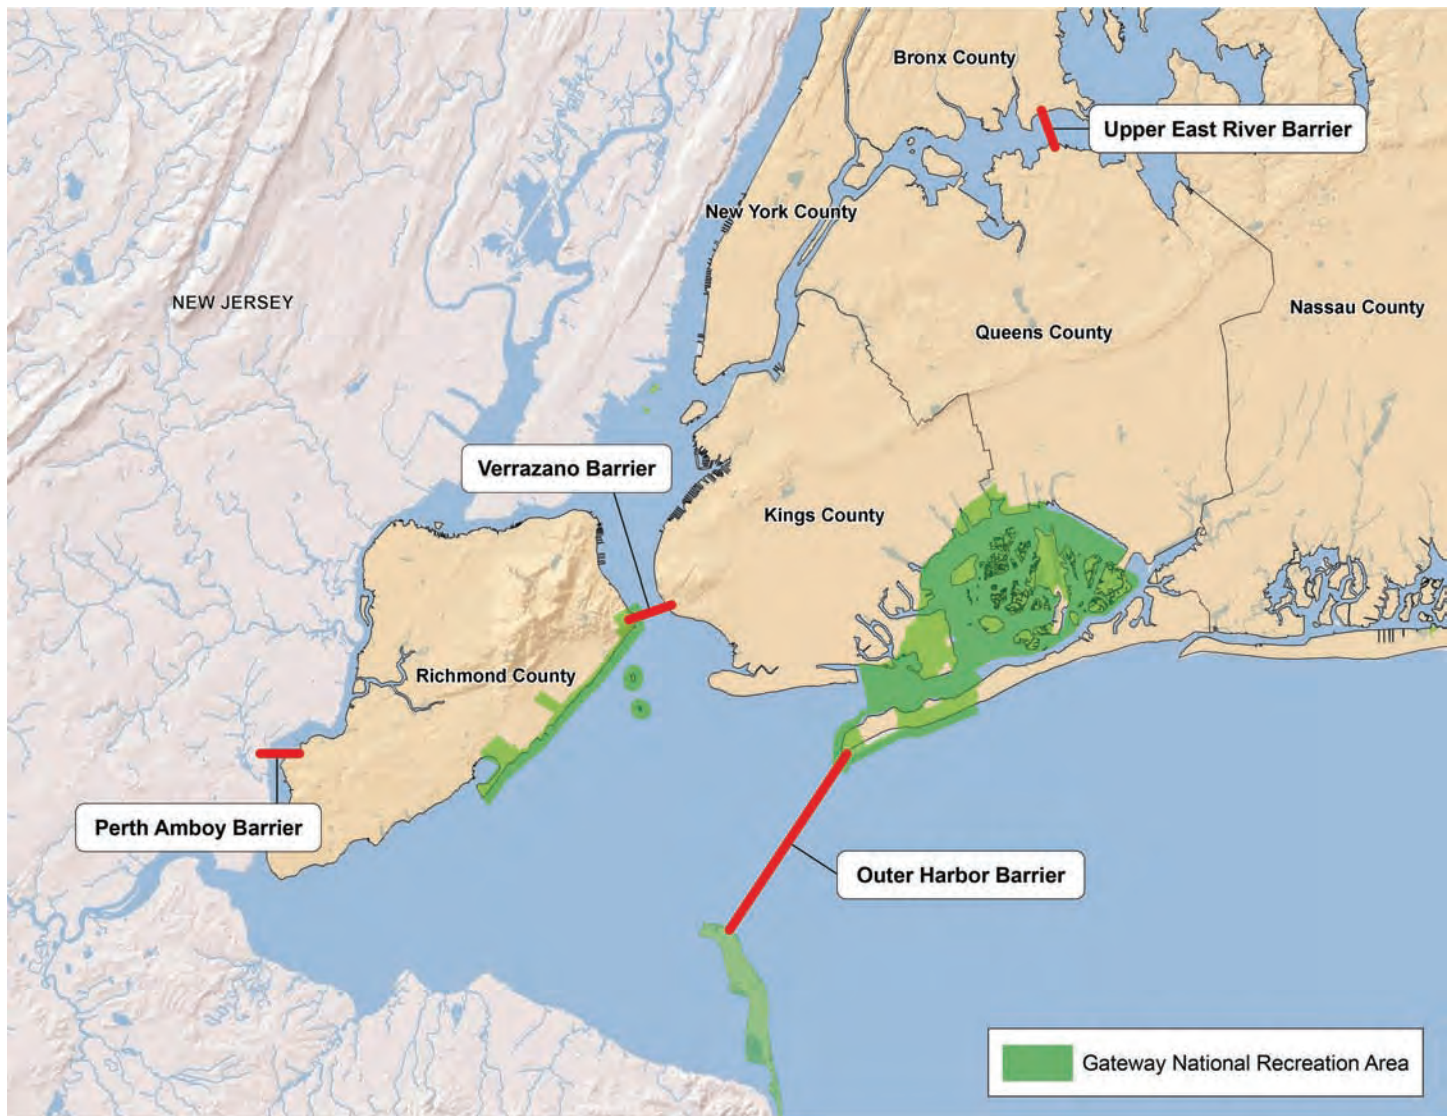 Bronx County
Upper East River Barrier
New York County
NEW JERSEY
Nassau County
Queens County
Verrazano Barrier
Kings County
Richmond County
Perth Amboy Barrier
Outer Harbor Barrier
Gateway National Recreation Area